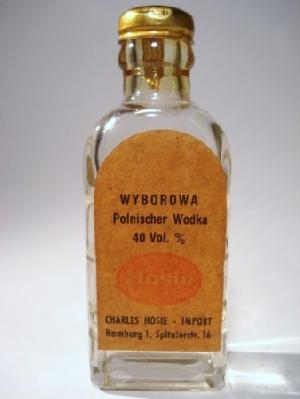 WYBOROWA
Polnischer Wodka
40 Vol. %
Hosie
CHARLES HOSIE - IMPORT
Hamburg 1, Spitalerstr. 16